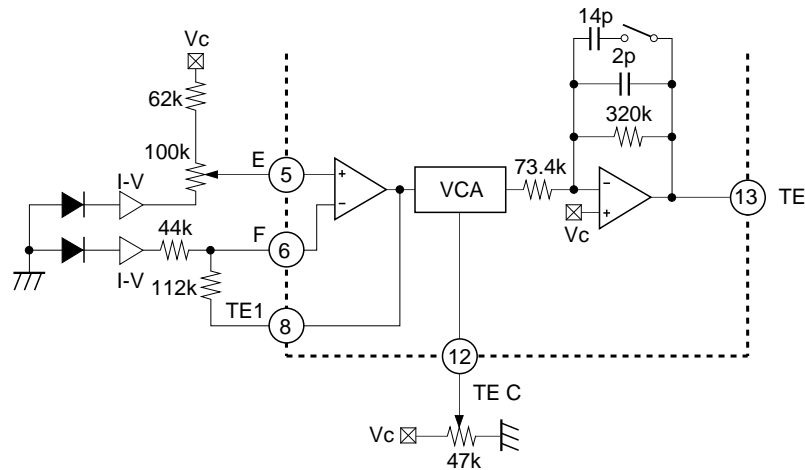 14p
Vc
2p
62k
320k
100k
E
5
+
−
VCA
73.4k
−
+
Vc
13
TE
I-V
44k
F
6
I-V
112k
TE1
8
12
TE C
Vc
47k